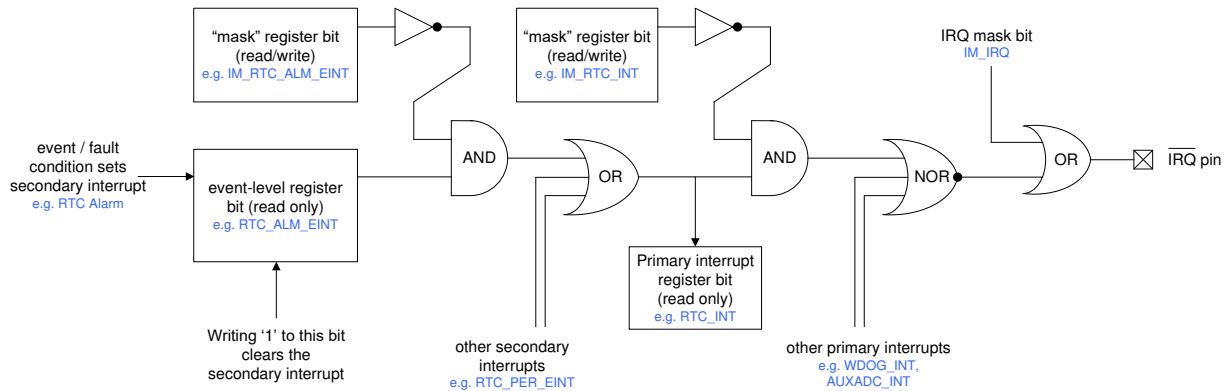 “mask” register bit
(read/write)
e.g. IM_RTC_ALM_EINT
“mask” register bit
(read/write)
e.g. IM_RTC_INT
IRQ mask bit
IM_IRQ
event / fault
condition sets
secondary interrupt
e.g. RTC Alarm
event-level register
bit (read only)
e.g. RTC_ALM_EINT
AND
OR
AND
NOR
OR
IRQ pin
Primary interrupt
register bit
(read only)
e.g. RTC_INT
Writing ‘1’ to this bit
clears the
secondary interrupt
other secondary
interrupts
e.g. RTC_PER_EINT
other primary interrupts
e.g. WDOG_INT,
AUXADC_INT